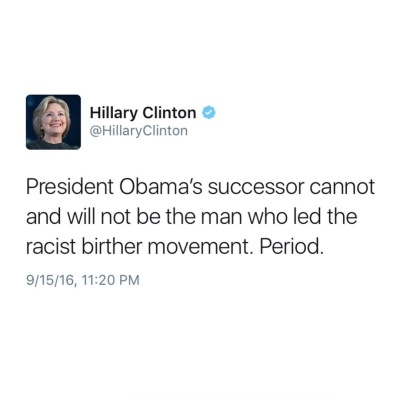 Hillary Clinton
@HillaryClinton
President Obama's successor cannot
and will not be the man who led the
racist birther movement. Period.
9/15/16, 11:20 PM